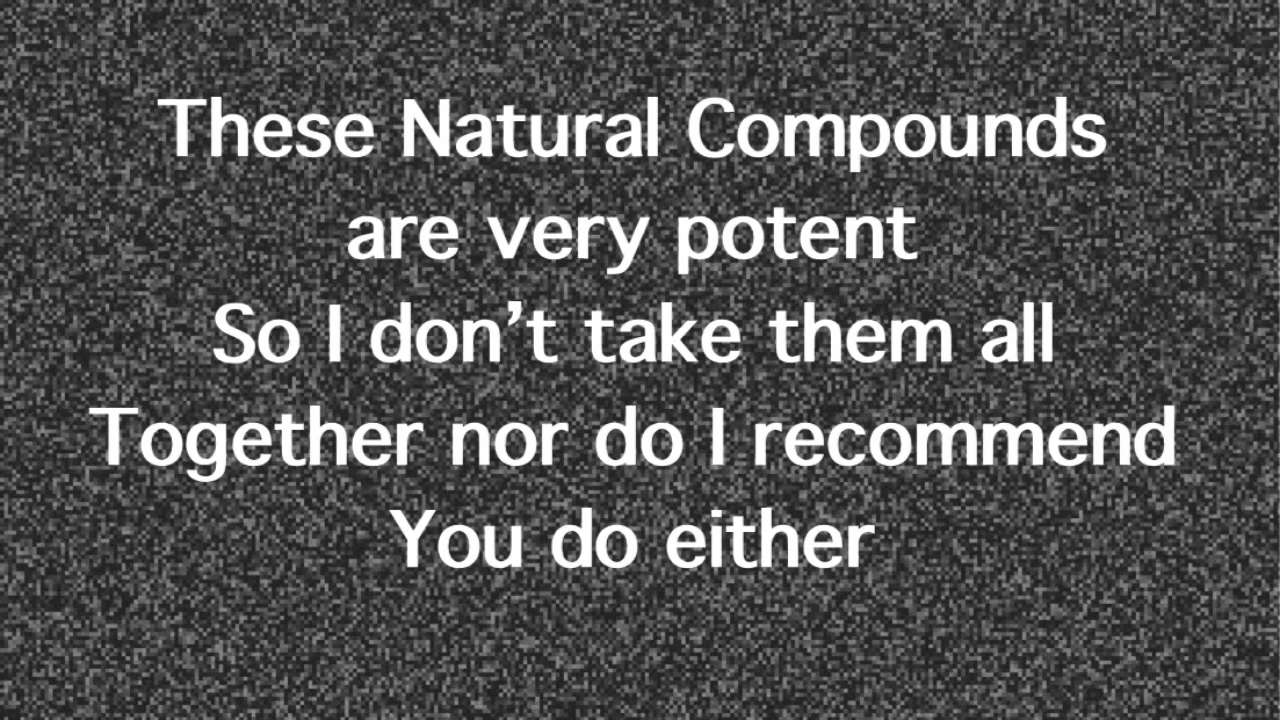 These Natural Compounds
are very potent
So I don’t take them all
Together nor do I recommend
You do either